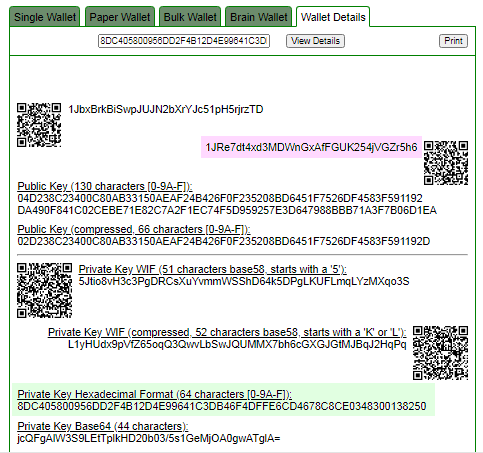 Single Wallet Paper Wallet Bulk Wallet Brain Wallet Wallet Details
8DC405800956DD2F4B12D4E99641C3D View Details Print
1JbxBrkBiSwpJUJN2bXrYJc51pH5rjrzTD
1JRe7dt4xd3MDWnGxAfFGUK254jVGZr5h6
Public Key (130 characters [0-9A-F]):
04D238C23400C80AB33150AEAF24B426F0F235208BD6451F7526DF4583F591192
DA490F841C02CEBE71E82C7A2F1EC74F5D959257E3D647988BBB71A3F7B06D1EA
Public Key (compressed, 66 characters [0-9A-F]):
02D238C23400C80AB33150AEAF24B426F0F235208BD6451F7526DF4583F591192D
Private Key WIF (51 characters base58, starts with a '5'):
5Jtio8vH3c3PgDRCsXuYvmmWSShD64k5DPgLKUFLmqLYzMXqo3S
Private Key WIF (compressed, 52 characters base58, starts with a 'K' or 'L'):
L1yHUdx9pVfZ65oqQ3QwvLbSwJQUMMX7bh6cGXGJGtMJBqJ2HqPq
Private Key Hexadecimal Format (64 characters [0-9A-F]):
8DC405800956DD2F4B12D4E99641C3DB46F4DFFE6CD4678C8CE0348300138250
Private Key Base64 (44 characters):
jcQFgAlW3S9LEtTplkHD20b03/5s1GeMjOA0gwATglA=